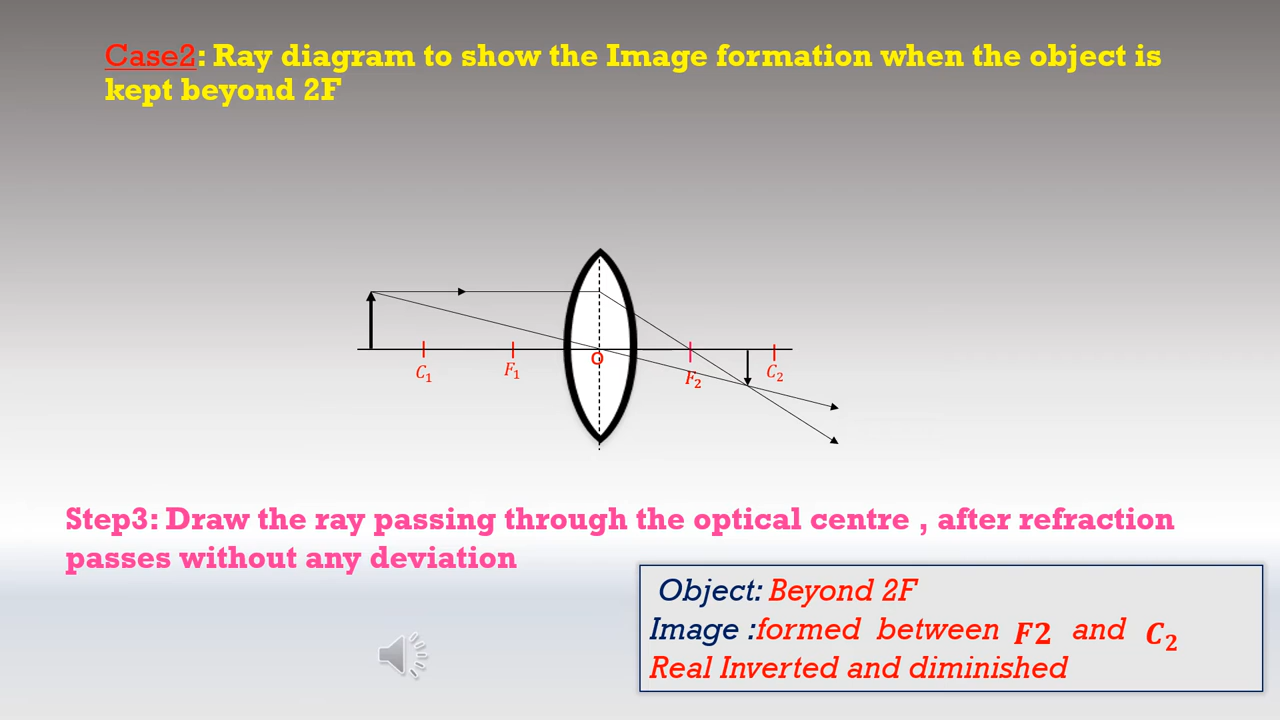 Case2: Ray diagram to show the Image formation when the object is
kept beyond 2F
O
C₁
F₁
F₂
C₂
Step3: Draw the ray passing through the optical centre , after refraction
passes without any deviation
Object: Beyond 2F
Image :formed between F2 and C₂
Real Inverted and diminished